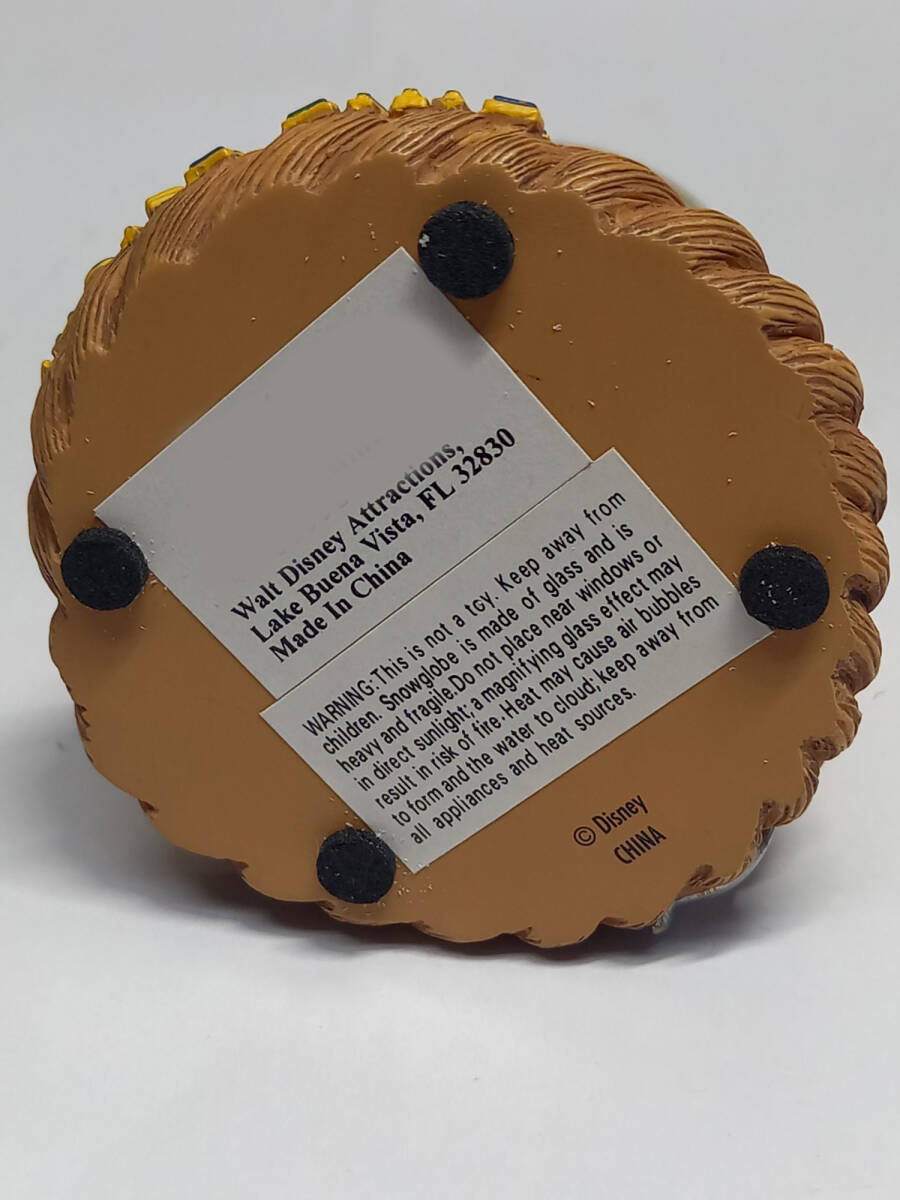 Walt Disney Attractions,
Lake Buena Vista, FL 32830
Made In China
WARNING:This is not a toy. Keep away from
children. Snowglobe is made of glass and is
heavy and fragile.Do not place near windows or
in direct sunlight; a magnifying glass effect may
result in risk of fire. Heat may cause air bubbles
to form and the water to cloud; keep away from
all appliances and heat sources.
© Disney
CHINA